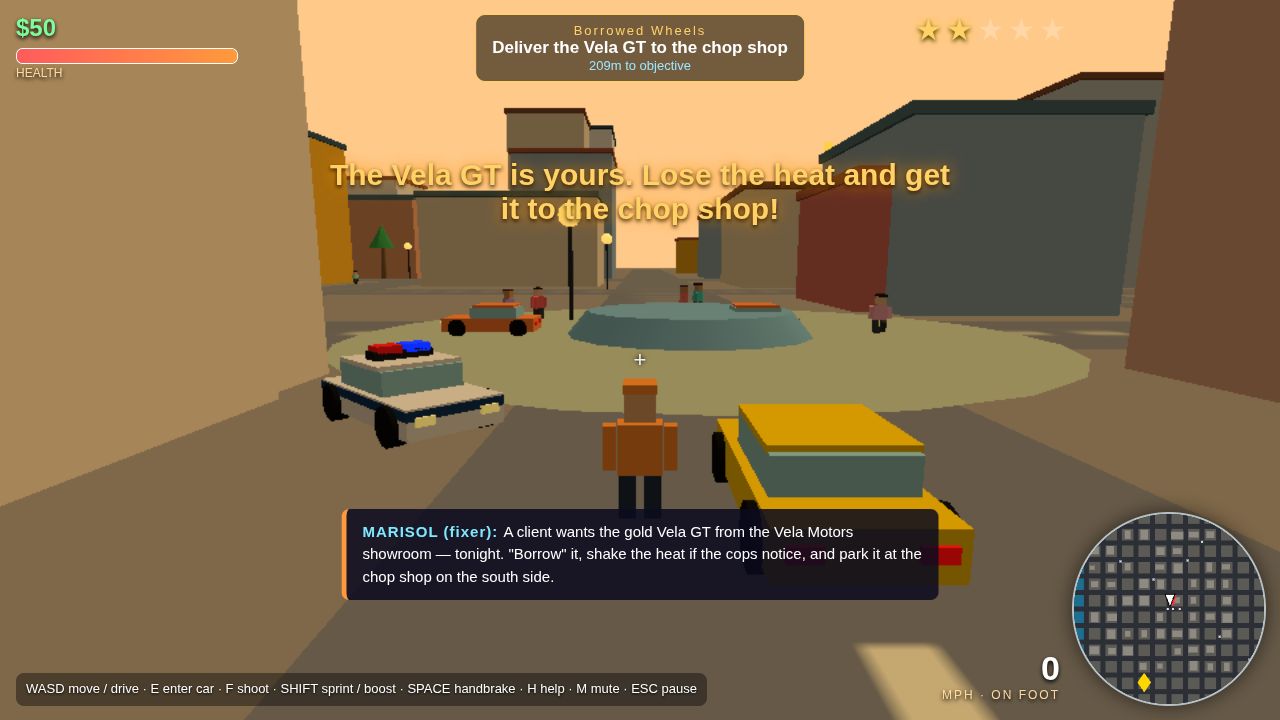 $50
HEALTH
Borrowed Wheels
Deliver the Vela GT to the chop shop
209m to objective
The Vela GT is yours. Lose the heat and get
it to the chop shop!
MARISOL (fixer): A client wants the gold Vela GT from the Vela Motors
showroom — tonight. "Borrow" it, shake the heat if the cops notice, and park it at the
chop shop on the south side.
WASD move / drive · E enter car · F shoot · SHIFT sprint / boost · SPACE handbrake · H help · M mute · ESC pause
0
MPH · ON FOOT